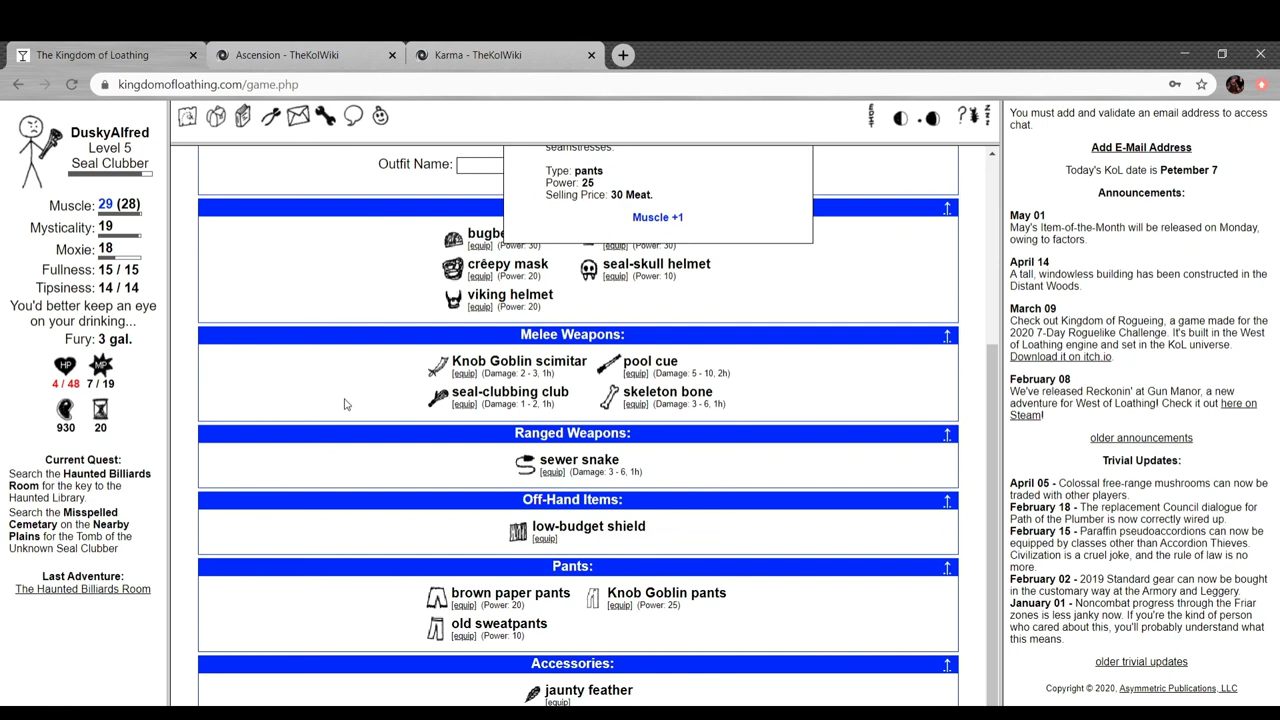 The Kingdom of Loathing
Ascension - TheKolWiki
Karma - TheKolWiki
kingdomofloathing.com/game.php
DuskyAlfred
Level 5
Seal Clubber
Muscle: 29 (28)
Mysticality: 19
Moxie: 18
Fullness: 15 / 15
Tipsiness: 14 / 14
You'd better keep an eye
on your drinking...
Fury: 3 gal.
HP MP
4 / 48 7 / 19
930 20
Current Quest:
Search the Haunted Billiards
Room for the key to the
Haunted Library.
Search the Misspelled
Cemetary on the Nearby
Plains for the Tomb of the
Unknown Seal Clubber
Last Adventure:
The Haunted Billiards Room
Outfit Name:
seamstresses.
Type: pants
Power: 25
Selling Price: 30 Meat.
Muscle +1
bugbe
[equip] (Power: 30) [equip] (Power: 30)
crêepy mask seal-skull helmet
[equip] (Power: 20) [equip] (Power: 10)
viking helmet
[equip] (Power: 20)
Melee Weapons:
Knob Goblin scimitar pool cue
[equip] (Damage: 2 - 3, 1h) [equip] (Damage: 5 - 10, 2h)
seal-clubbing club skeleton bone
[equip] (Damage: 1 - 2, 1h) [equip] (Damage: 3 - 6, 1h)
Ranged Weapons:
sewer snake
[equip] (Damage: 3 - 6, 1h)
Off-Hand Items:
low-budget shield
[equip]
Pants:
brown paper pants Knob Goblin pants
[equip] (Power: 20) [equip] (Power: 25)
old sweatpants
[equip] (Power: 10)
Accessories:
jaunty feather
[equip]
You must add and validate an email address to access
chat.
Add E-Mail Address
Today's KoL date is Petember 7
Announcements:
May 01
May's Item-of-the-Month will be released on Monday,
owing to factors.
April 14
A tall, windowless building has been constructed in the
Distant Woods.
March 09
Check out Kingdom of Rogueing, a game made for the
2020 7-Day Roguelike Challenge. It's built in the West
of Loathing engine and set in the KoL universe.
Download it on itch.io.
February 08
We've released Reckonin' at Gun Manor, a new
adventure for West of Loathing! Check it out here on
Steam!
older announcements
Trivial Updates:
April 05 - Colossal free-range mushrooms can now be
traded with other players.
February 18 - The replacement Council dialogue for
Path of the Plumber is now correctly wired up.
February 15 - Paraffin pseudoaccordions can now be
equipped by classes other than Accordion Thieves.
Civilization is a cruel joke, and the rule of law is no
more.
February 02 - 2019 Standard gear can now be bought
in the customary way at the Armory and Leggery.
January 01 - Noncombat progress through the Friar
zones is less janky now. If you're the kind of person
who cared about this, you'll probably understand what
this means.
older trivial updates
Copyright © 2020, Asymmetric Publications, LLC